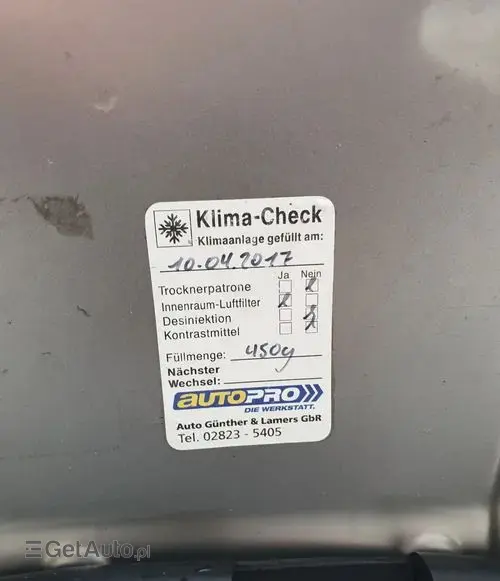 Klima-Check
Klimaanlage gefüllt am:
10.04.2017
Ja Nein
Trocknerpatrone
Innenraum-Luftfilter
Desinfektion
Kontrastmittel
Füllmenge: 450g
Nächster
Wechsel:
AUTOPRO
DIE WERKSTATT.
Auto Günther & Lamers GbR
Tel. 02823 - 5405
GetAuto.pl